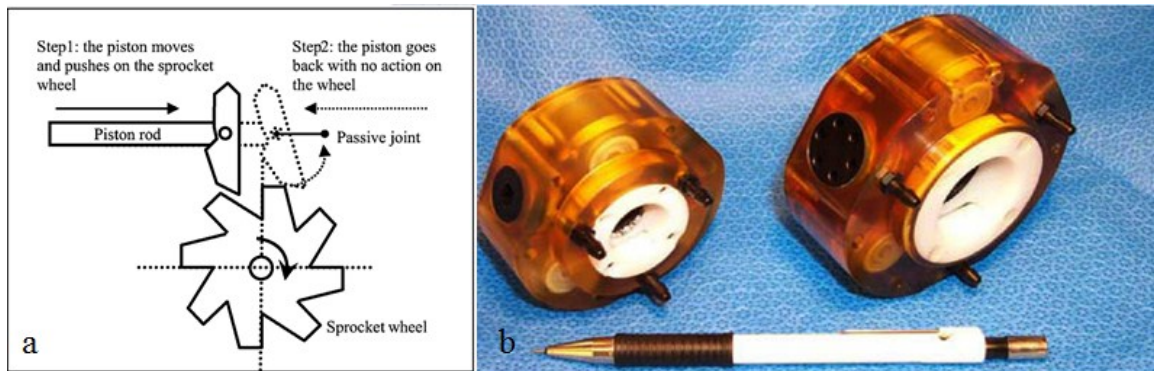 Step1: the piston moves
and pushes on the sprocket
wheel
Step2: the piston goes
back with no action on
the wheel
Piston rod
Passive joint
Sprocket wheel
a
b